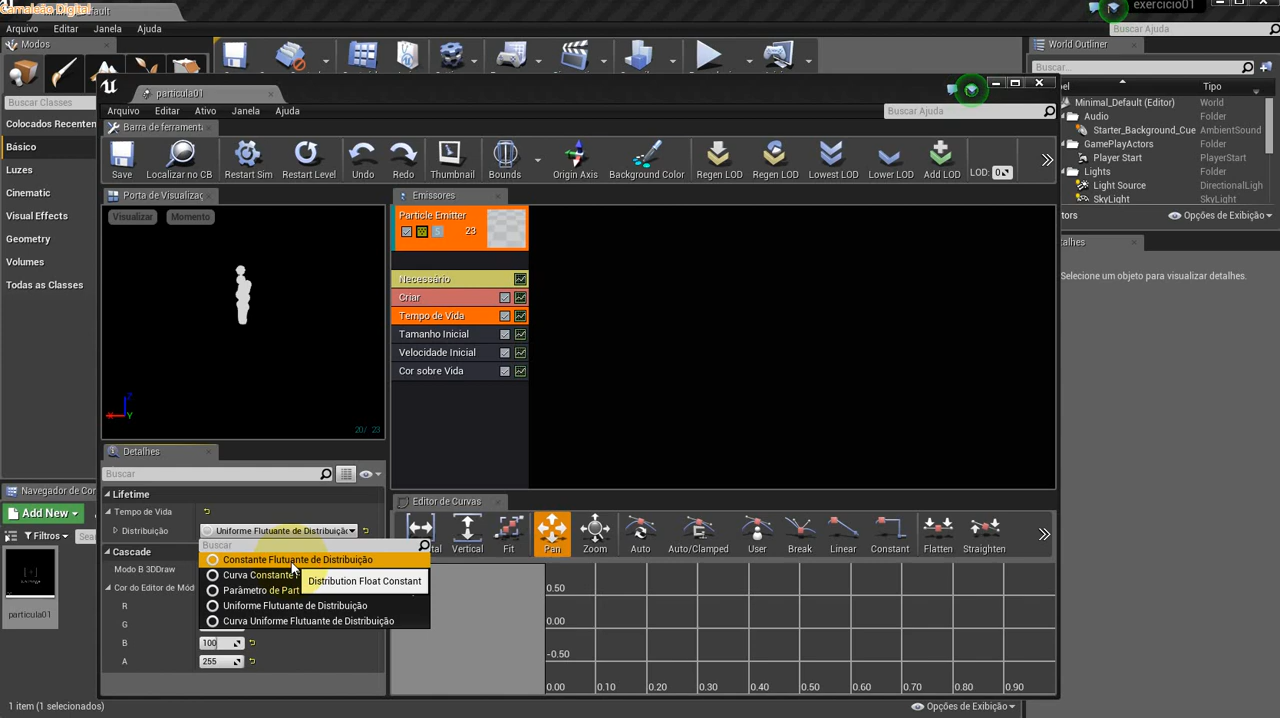 Camaleão Digital
exercicio01
Arquivo Editar Janela Ajuda
Buscar Ajuda
Modos
World Outliner
particula01
Buscar Classes
Buscar...
Tipo
Arquivo Editar Ativo Janela Ajuda
Buscar Ajuda
Colocados Recenten
Básico
Luzes
Cinematic
Visual Effects
Geometry
Volumes
Todas as Classes
Barra de ferrament
Save Localizar no CB Restart Sim Restart Level Undo Redo Thumbnail Bounds Origin Axis Background Color Regen LOD Regen LOD Lowest LOD Lower LOD Add LOD LOD: 0
Minimal_Default (Editor) World
Audio Folder
Starter_Background_Cue AmbientSound
GamePlayActors Folder
Player Start PlayerStart
Lights Folder
Light Source DirectionalLigh
SkyLight SkyLight
Opções de Exibição
Selecione um objeto para visualizar detalhes.
Porta de Visualizaç
Visualizar Momento
X Z Y
20/ 23
Emissores
Particle Emitter
S 23
Necessário
Criar
Tempo de Vida
Tamanho Inicial
Velocidade Inicial
Cor sobre Vida
Detalhes
Buscar
Lifetime
Tempo de Vida
Distribuição Uniforme Flutuante de Distribuiçãc
Buscar
Constante Flutuante de Distribuição
Curva Constante
Distribution Float Constant
Parâmetro de Part
Uniforme Flutuante de Distribuição
Curva Uniforme Flutuante de Distribuição
Cascade
Modo B 3DDraw
Cor do Editor de Mód
R
G
B 100
A 255
Editor de Curvas
Vertical Fit Pan Zoom Auto Auto/Clamped User Break Linear Constant Flatten Straighten
0.50
0.00
-0.50
0.00 0.10 0.20 0.30 0.40 0.50 0.60 0.70 0.80 0.90
Navegador de Cor
Add New
Filtros
particula01
1 item (1 selecionados)
Opções de Exibição